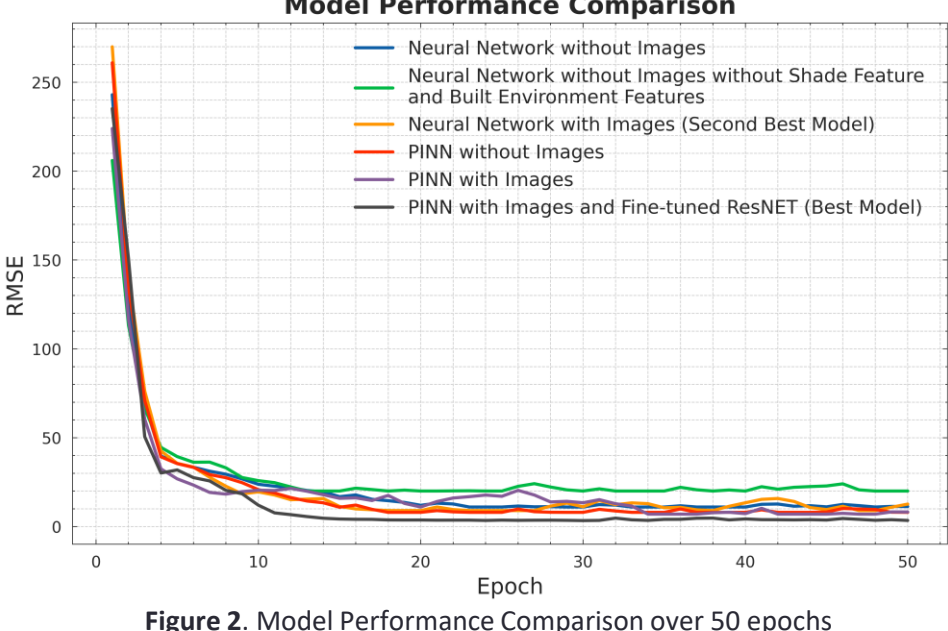 Model Performance Comparison
Neural Network without Images
Neural Network without Images without Shade Feature
and Built Environment Features
Neural Network with Images (Second Best Model)
PINN without Images
PINN with Images
PINN with Images and Fine-tuned ResNET (Best Model)
RMSE
250
200
150
100
50
0
0 10 20 30 40 50
Epoch
Figure 2. Model Performance Comparison over 50 epochs